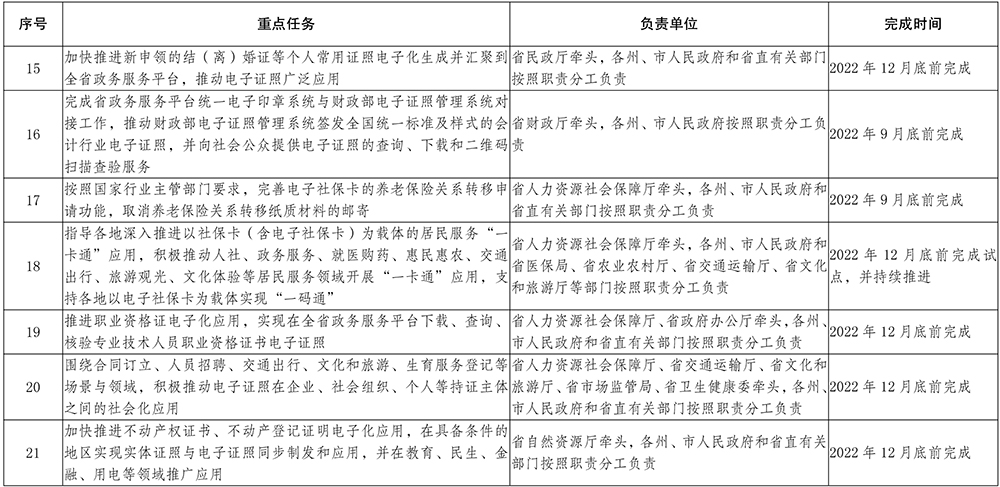 序号 重点任务 负责单位 完成时间
15
加快推进新申领的结（离）婚证等个人常用证照电子化生成并汇聚到
全省政务服务平台，推动电子证照广泛应用
省民政厅牵头，各州、市人民政府和省直有关部门
按照职责分工负责
2022 年 12 月底前完成
16
完成省政务服务平台统一电子印章系统与财政部电子证照管理系统对
接工作，推动财政部电子证照管理系统签发全国统一标准及样式的会
计行业电子证照，并向社会公众提供电子证照的查询、下载和二维码
扫描查验服务
省财政厅牵头，各州、市人民政府按照职责分工负
责
2022 年 9 月底前完成
17
按照国家行业主管部门要求，完善电子社保卡的养老保险关系转移申
请功能，取消养老保险关系转移纸质材料的邮寄
省人力资源社会保障厅牵头，各州、市人民政府和
省直有关部门按照职责分工负责
2022 年 9 月底前完成
18
指导各地深入推进以社保卡（含电子社保卡）为载体的居民服务“一
卡通”应用，积极推动人社、政务服务、就医购药、惠民惠农、交通
出行、旅游观光、文化体验等居民服务领域开展“一卡通”应用，支
持各地以电子社保卡为载体实现“一码通”
省人力资源社会保障厅牵头，各州、市人民政府和
省医保局、省农业农村厅、省交通运输厅、省文化
和旅游厅等部门按照职责分工负责
2022 年 12 月底前完成试
点，并持续推进
19
推进职业资格证电子化应用，实现在全省政务服务平台下载、查询、
核验专业技术人员职业资格证书电子证照
省人力资源社会保障厅、省政府办公厅牵头，各州、
市人民政府和省直有关部门按照职责分工负责
2022 年 12 月底前完成
20
围绕合同订立、人员招聘、交通出行、文化和旅游、生育服务登记等
场景与领域，积极推动电子证照在企业、社会组织、个人等持证主体
之间的社会化应用
省人力资源社会保障厅、省交通运输厅、省文化和
旅游厅、省市场监管局、省卫生健康委牵头，各州、
市人民政府和省直有关部门按照职责分工负责
2022 年 12 月底前完成
21
加快推进不动产权证书、不动产登记证明电子化应用，在具备条件的
地区实现实体证照与电子证照同步制发和应用，并在教育、民生、金
融、用电等领域推广应用
省自然资源厅牵头，各州、市人民政府和省直有关
部门按照职责分工负责
2022 年 12 月底前完成